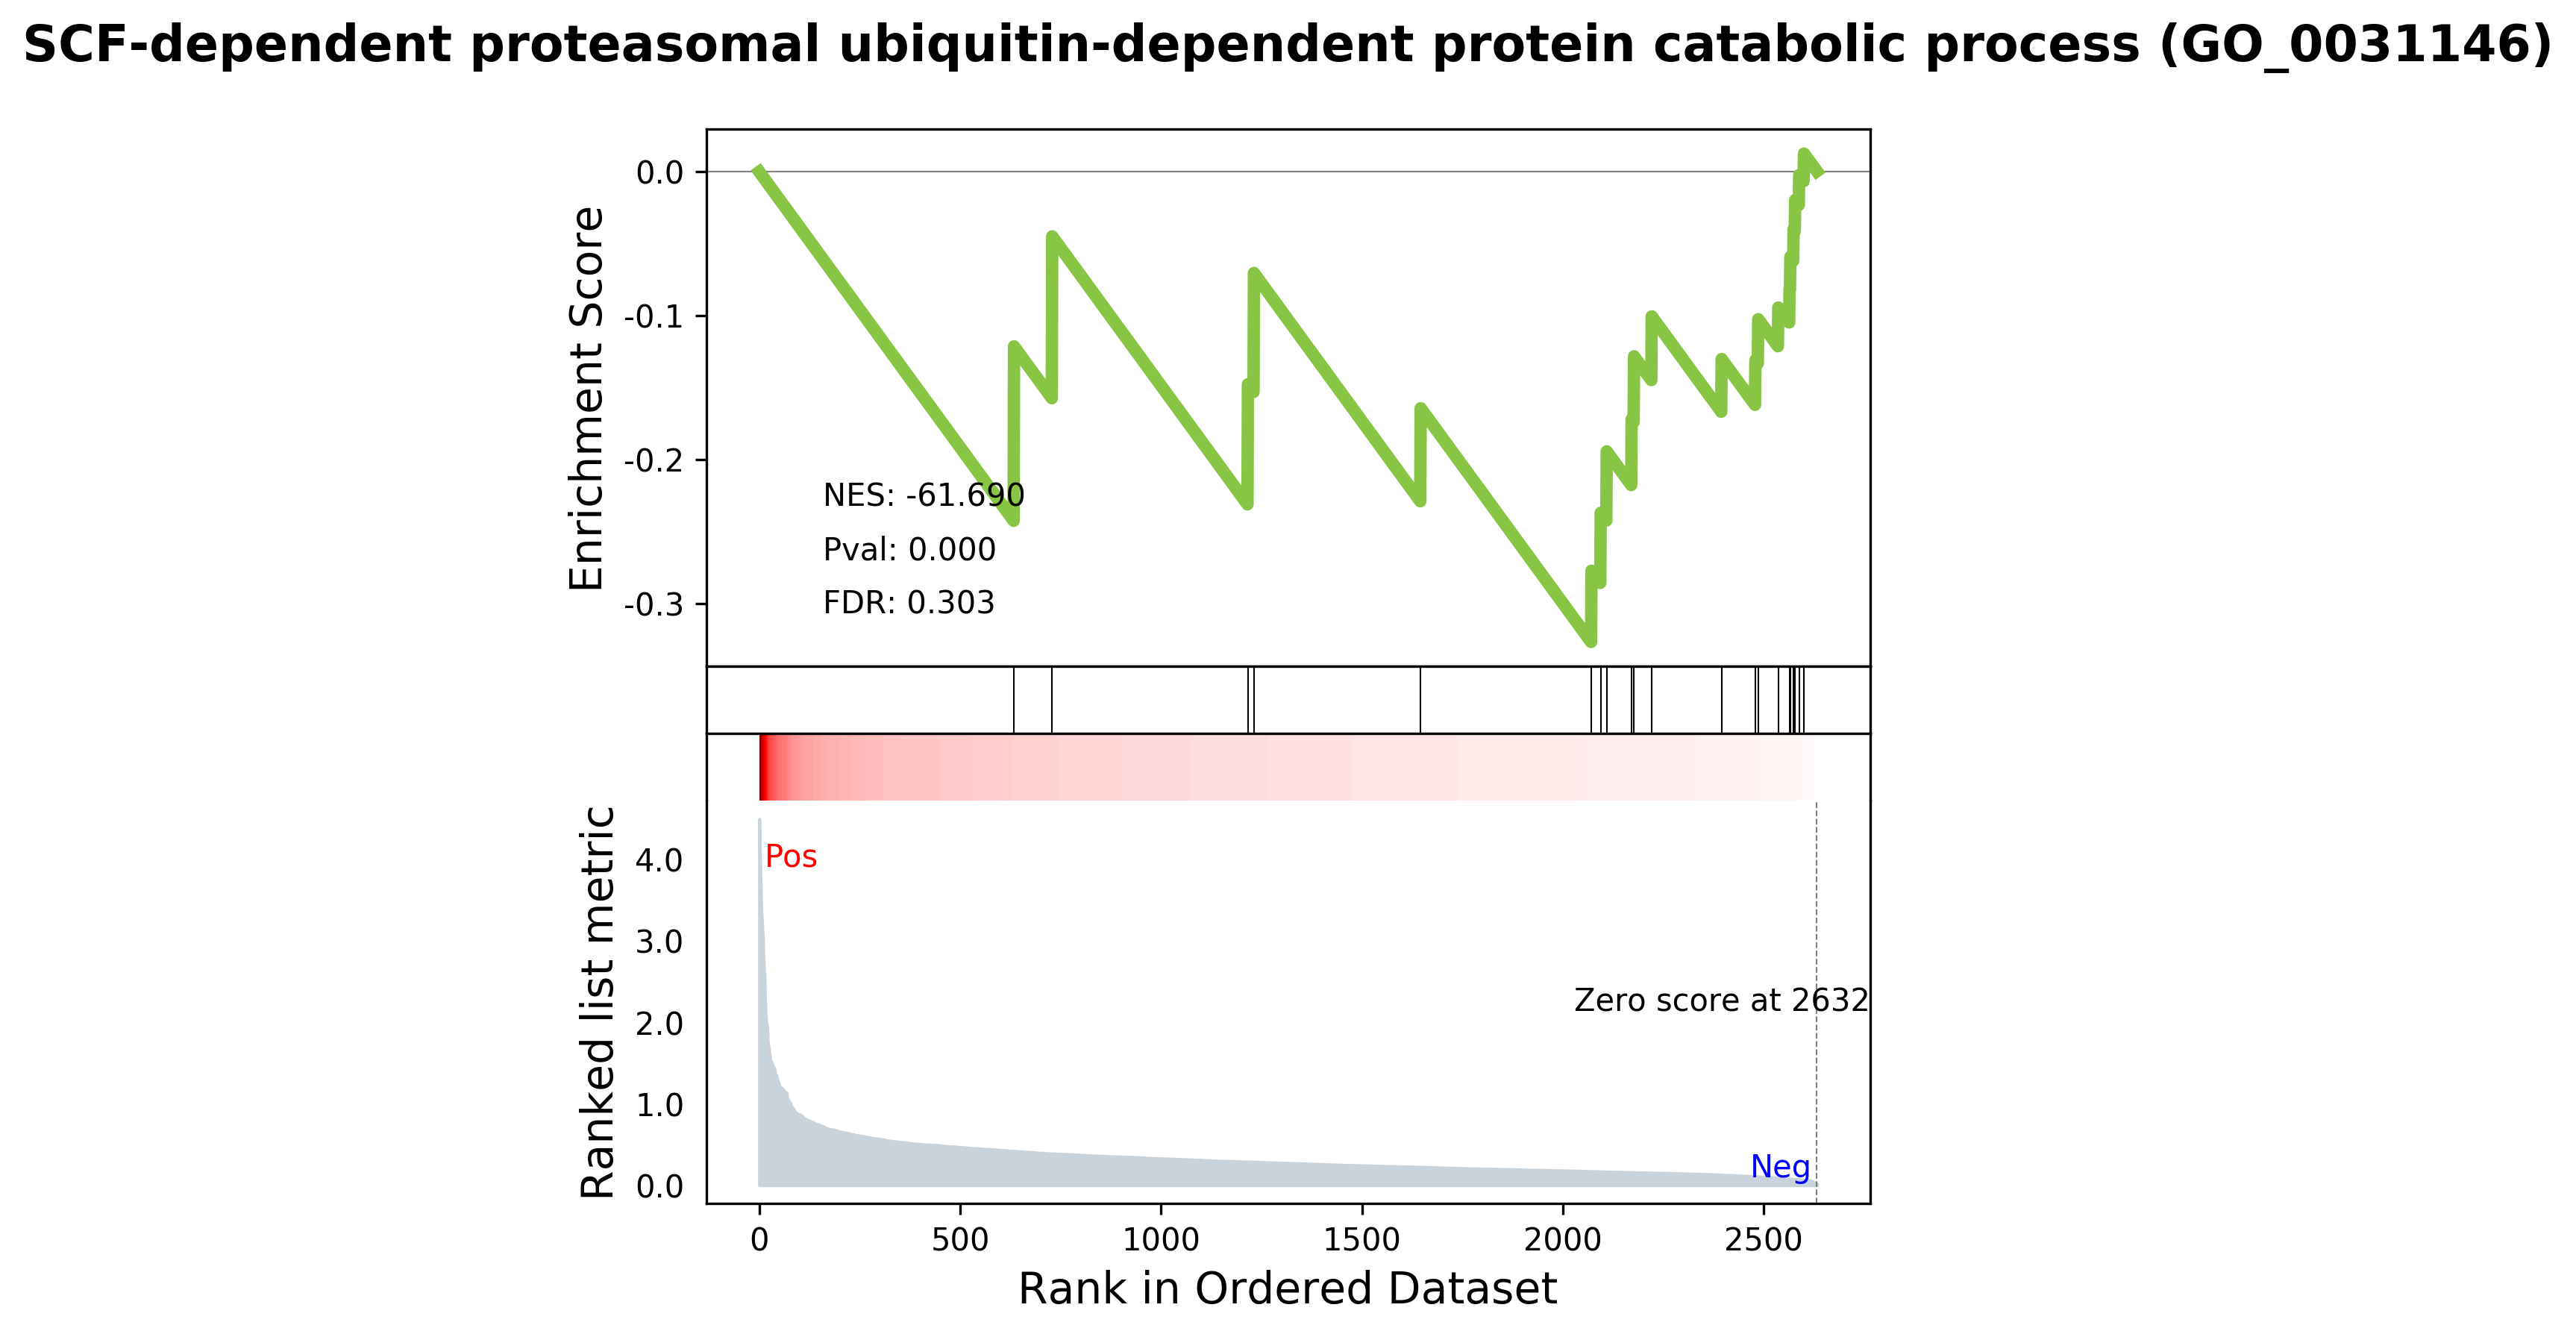 SCF-dependent proteasomal ubiquitin-dependent protein catabolic process (GO_0031146)
Enrichment Score
0.0
-0.1
-0.2
-0.3
NES: -61.690
Pval: 0.000
FDR: 0.303
Ranked list metric
4.0
3.0
2.0
1.0
0.0
Pos
Zero score at 2632
Neg
0 500 1000 1500 2000 2500
Rank in Ordered Dataset